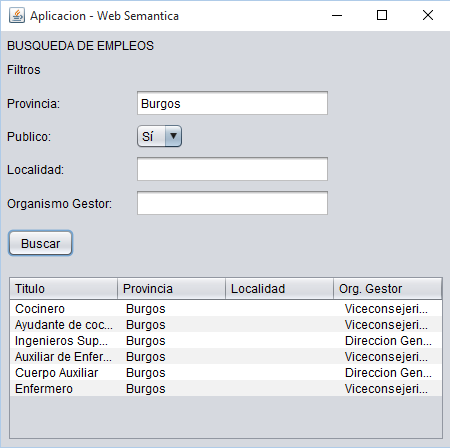 Aplicacion - Web Semantica
BUSQUEDA DE EMPLEOS
Filtros
Provincia: Burgos
Publico: Sí
Localidad:
Organismo Gestor:
Buscar
Titulo Provincia Localidad Org. Gestor
Cocinero Burgos Viceconsejeri...
Ayudante de coc... Burgos Viceconsejeri...
Ingenieros Sup... Burgos Direccion Gen...
Auxiliar de Enfer... Burgos Viceconsejeri...
Cuerpo Auxiliar Burgos Direccion Gen...
Enfermero Burgos Viceconsejeri...